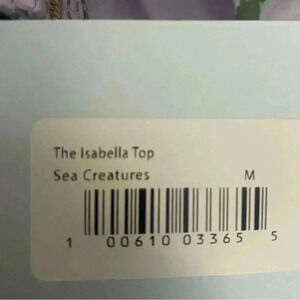 The Isabella Top
Sea Creatures M
1 00610 03365 5